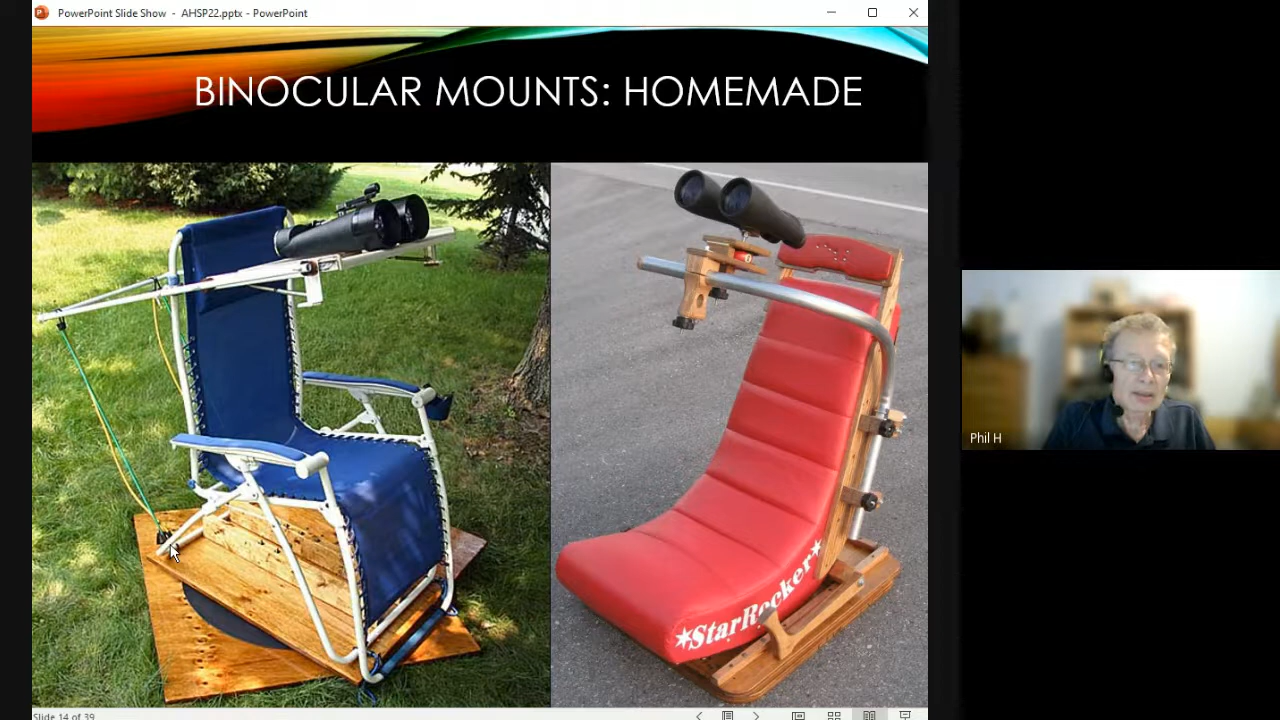 PowerPoint Slide Show - AHSP22.pptx - PowerPoint
BINOCULAR MOUNTS: HOMEMADE
StarRocker
Phil H
Slide 14 of 39